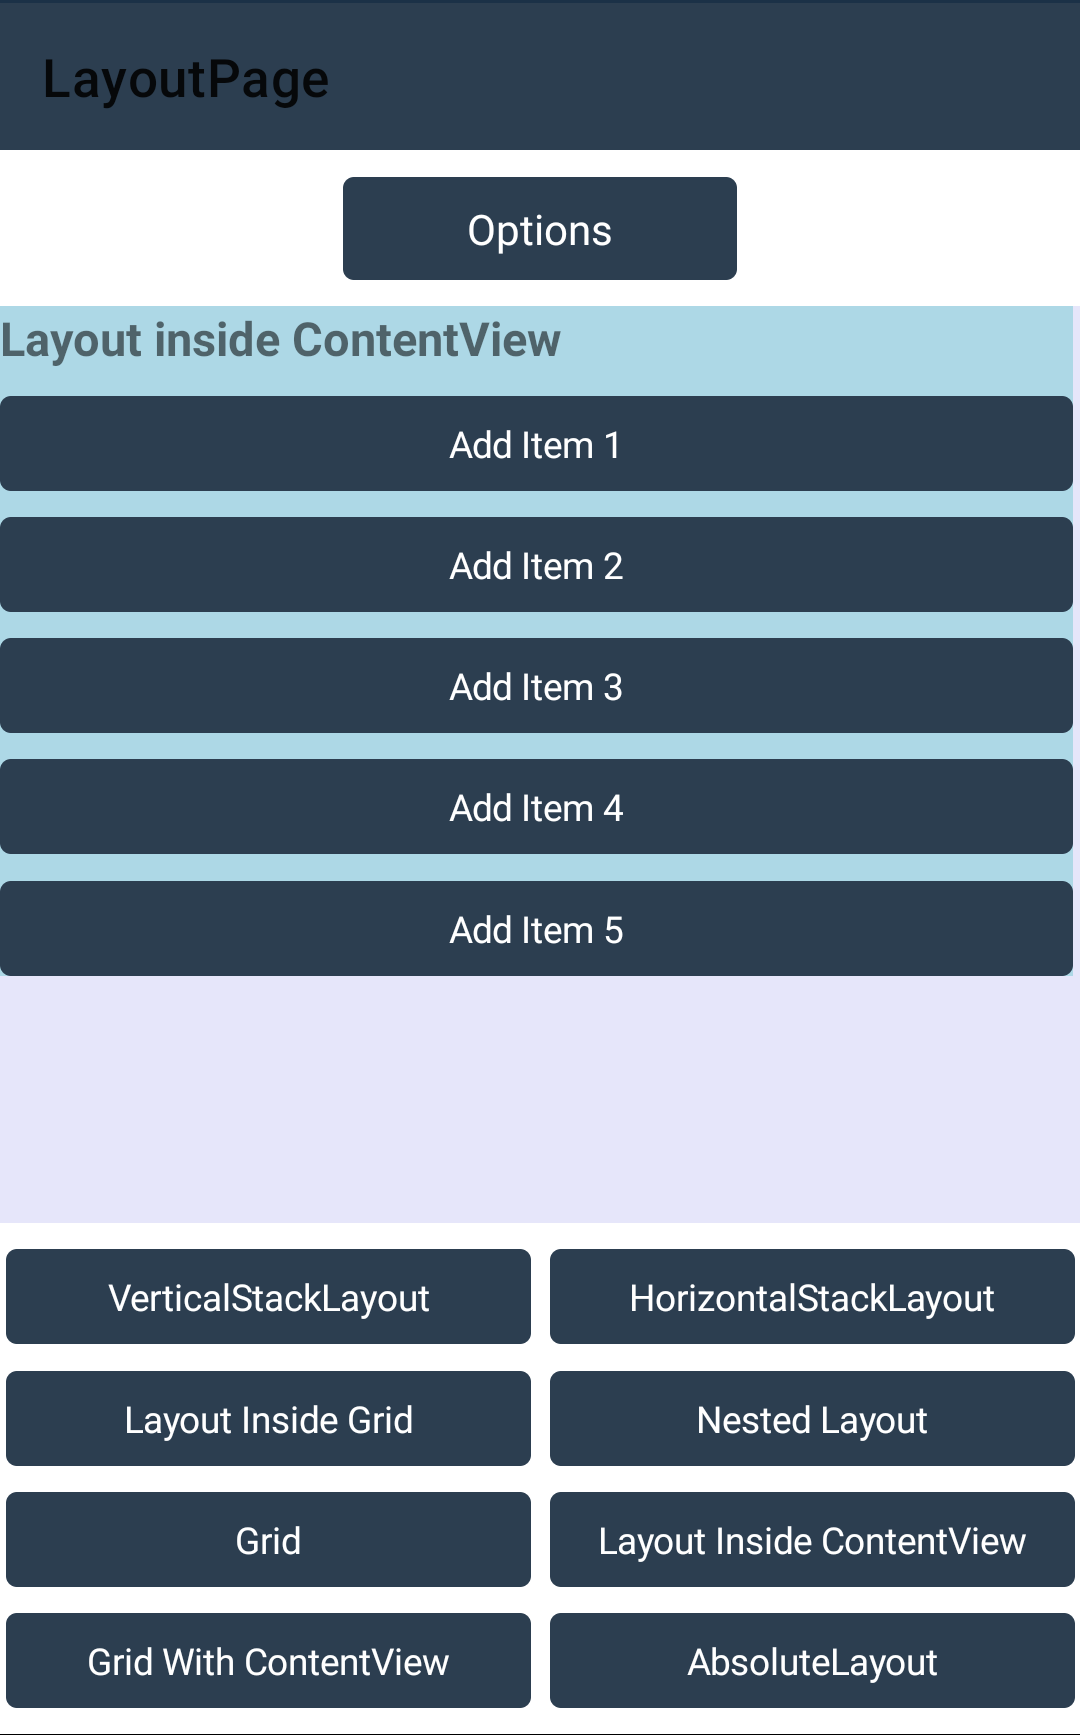 LayoutPage
Options
Layout inside ContentView
Add Item 1
Add Item 2
Add Item 3
Add Item 4
Add Item 5
VerticalStackLayout
HorizontalStackLayout
Layout Inside Grid
Nested Layout
Grid
Layout Inside ContentView
Grid With ContentView
AbsoluteLayout